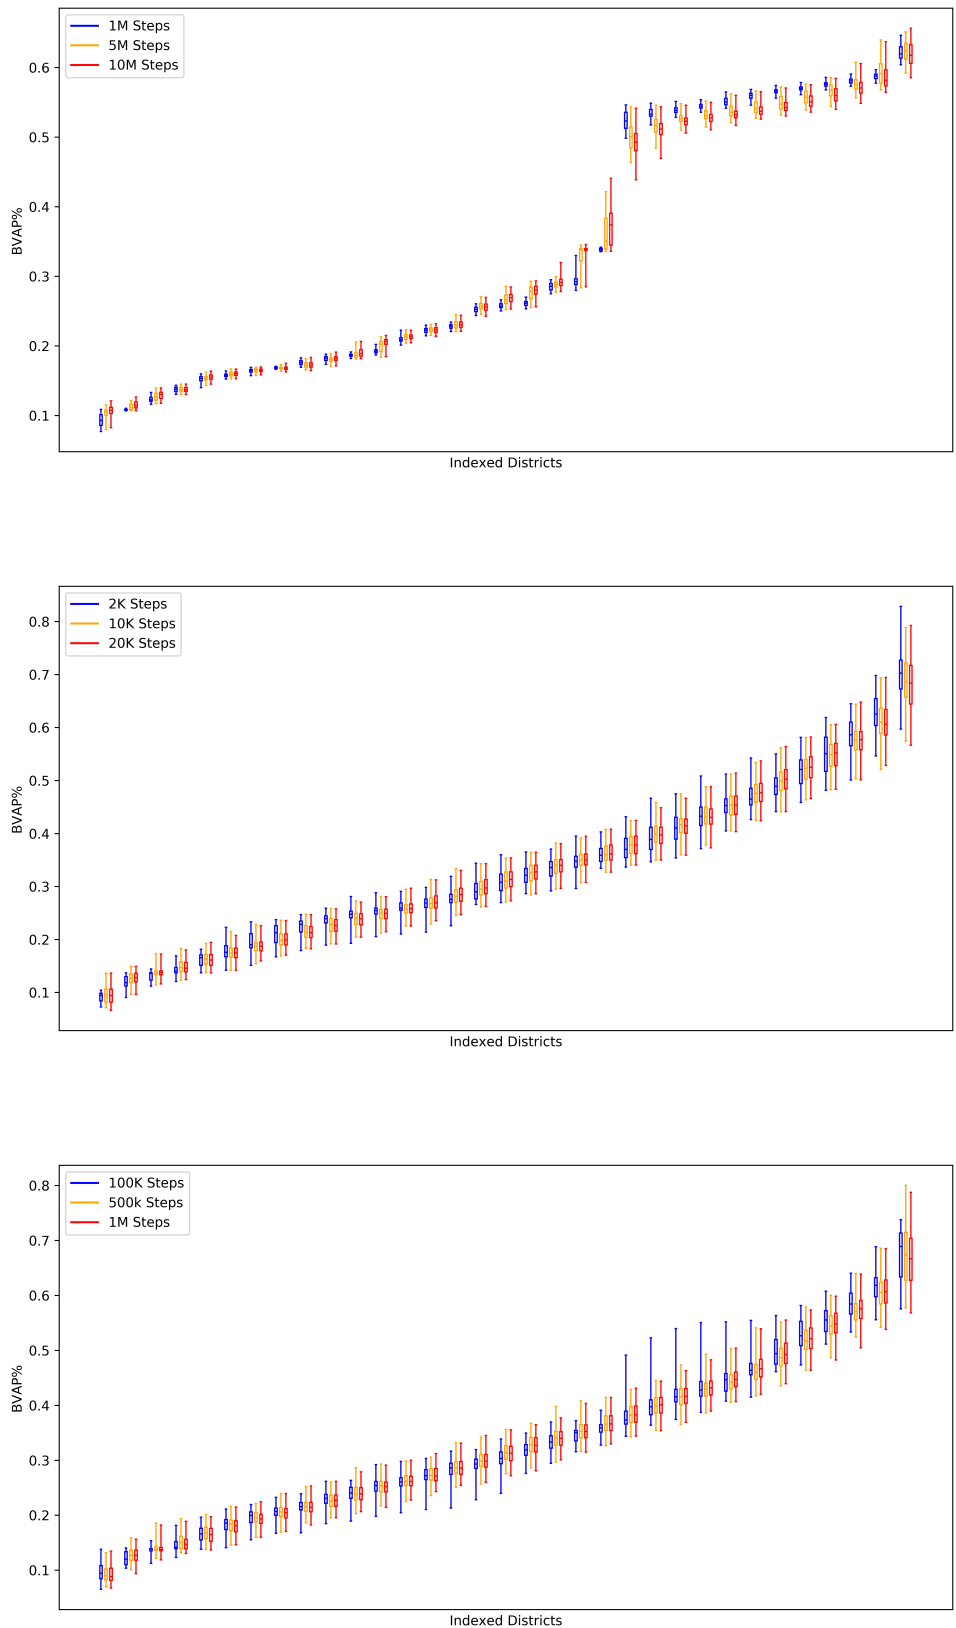 1M Steps
5M Steps
10M Steps
0.6
0.5
0.4
0.3
0.2
0.1
BVAP%
Indexed Districts
2K Steps
10K Steps
20K Steps
0.8
0.7
0.6
0.5
0.4
0.3
0.2
0.1
BVAP%
Indexed Districts
100K Steps
500k Steps
1M Steps
0.8
0.7
0.6
0.5
0.4
0.3
0.2
0.1
BVAP%
Indexed Districts